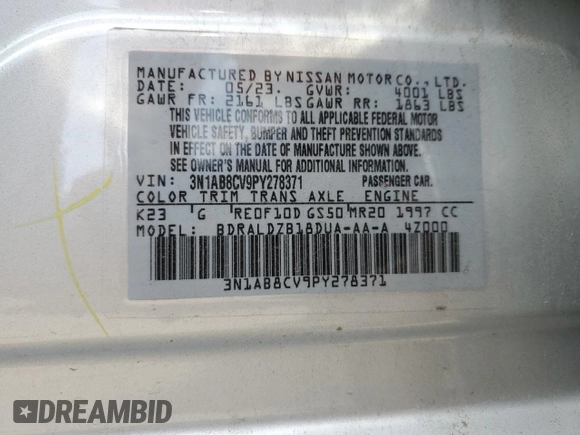 MANUFACTURED BY NISSAN MOTOR CO., LTD.
DATE: 05/23. GVWR: 4001 LBS
GAWR FR: 2161 LBS GAWR RR: 1863 LBS
THIS VEHICLE CONFORMS TO ALL APPLICABLE FEDERAL MOTOR
VEHICLE SAFETY, BUMPER AND THEFT PREVENTION STANDARDS
IN EFFECT ON THE DATE OF MANUFACTURE SHOWN ABOVE.
SEE OWNER'S MANUAL FOR ADDITIONAL INFORMATION.
VIN: 3N1AB8CV9PY278371 PASSENGER CAR.
COLOR TRIM TRANS AXLE ENGINE
K23 G RE0F10D GS50 MR20 1997 CC
MODEL: BDRALDZB18DUA-AA-A 4Z000
3N1AB8CV9PY278371
DREAMBID